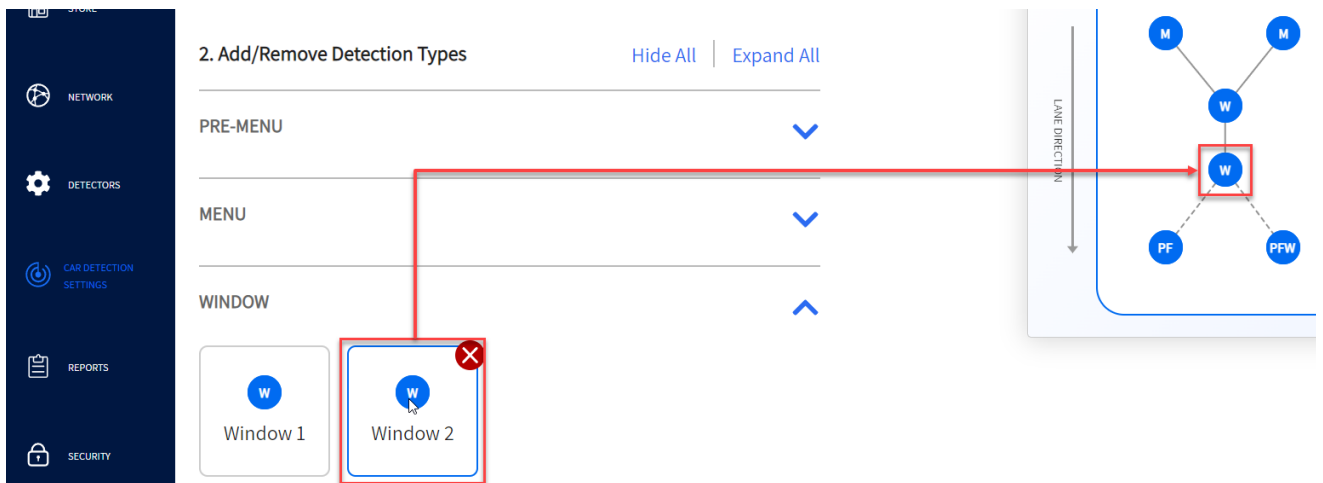 STORE
NETWORK
DETECTORS
CAR DETECTION
SETTINGS
REPORTS
SECURITY
2. Add/Remove Detection Types
Hide All
Expand All
PRE-MENU
MENU
WINDOW
W
Window 1
W
Window 2
LANE DIRECTION
M
M
W
W
PF
PFW